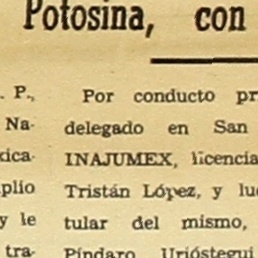 Potosina, con
. P.,
Na-
xica-
plio
y le
tra-
Por conducto pr
delegado en San
INAJUMEX, licencia
Tristán López, y lu
tular del mismo,
Píndaro Urióstegui